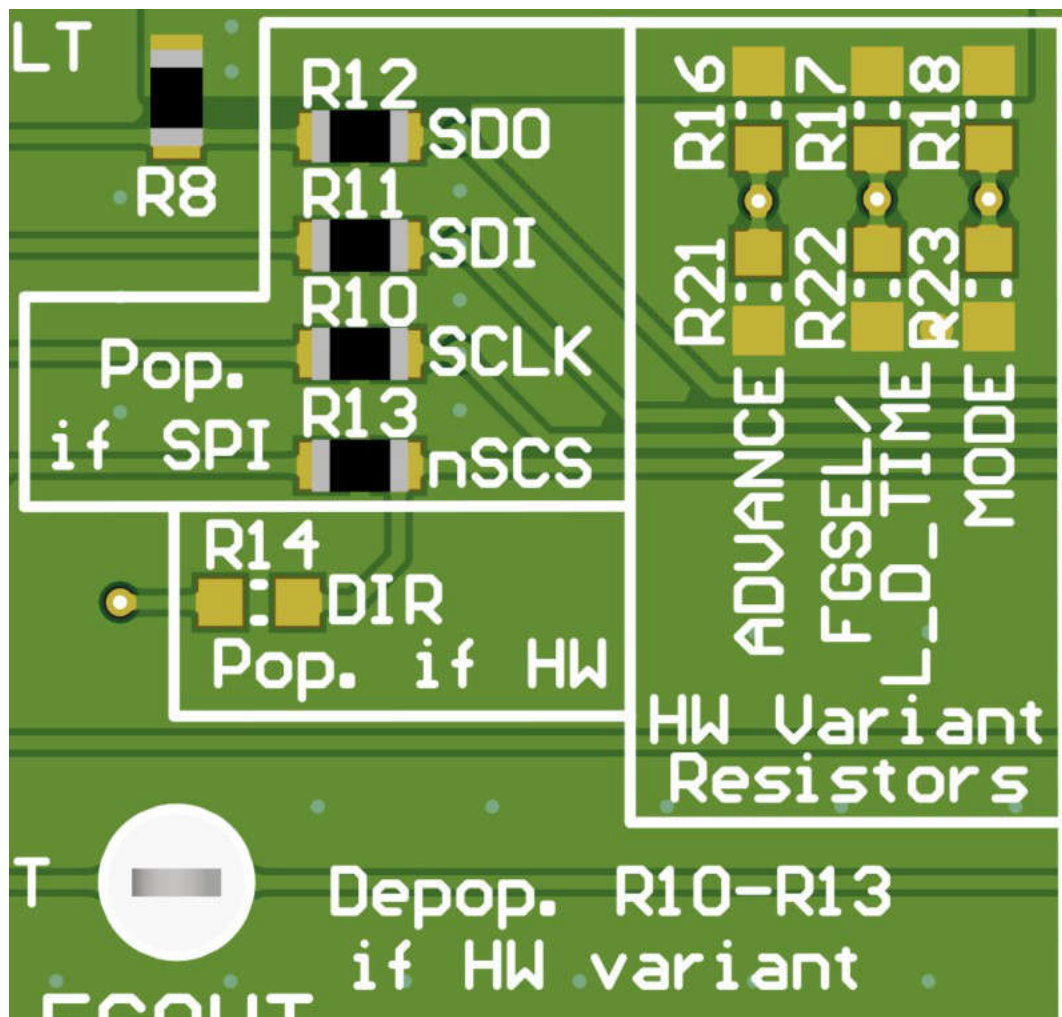 LT
R8
R12
SDO
R11
SDI
R10
SCLK
R13
nSCS
Pop.
if SPI
R14
DIR
Pop. if HW
R16
R17
R18
R21
R22
R23
ADVANCE
FGSEL/
L_D_TIME
MODE
HW Variant
Resistors
T
Depop. R10-R13
if HW variant
FGOUT